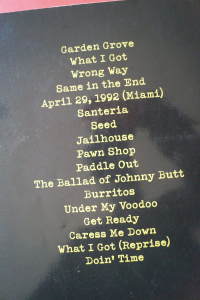 Garden Grove
What I Got
Wrong Way
Same in the End
April 29, 1992 (Miami)
Santeria
Seed
Jailhouse
Pawn Shop
Paddle Out
The Ballad of Johnny Butt
Burritos
Under My Voodoo
Get Ready
Caress Me Down
What I Got (Reprise)
Doin' Time